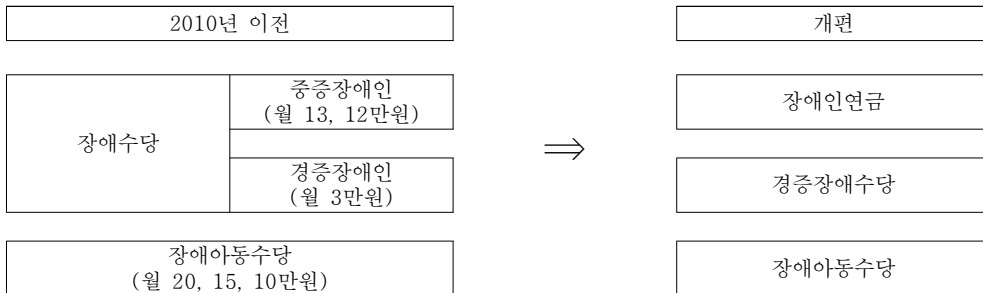 2010년 이전
개편
중증장애인
(월 13, 12만원)
장애수당
경증장애인
(월 3만원)
⇒
장애인연금
경증장애수당
장애아동수당
(월 20, 15, 10만원)
장애아동수당